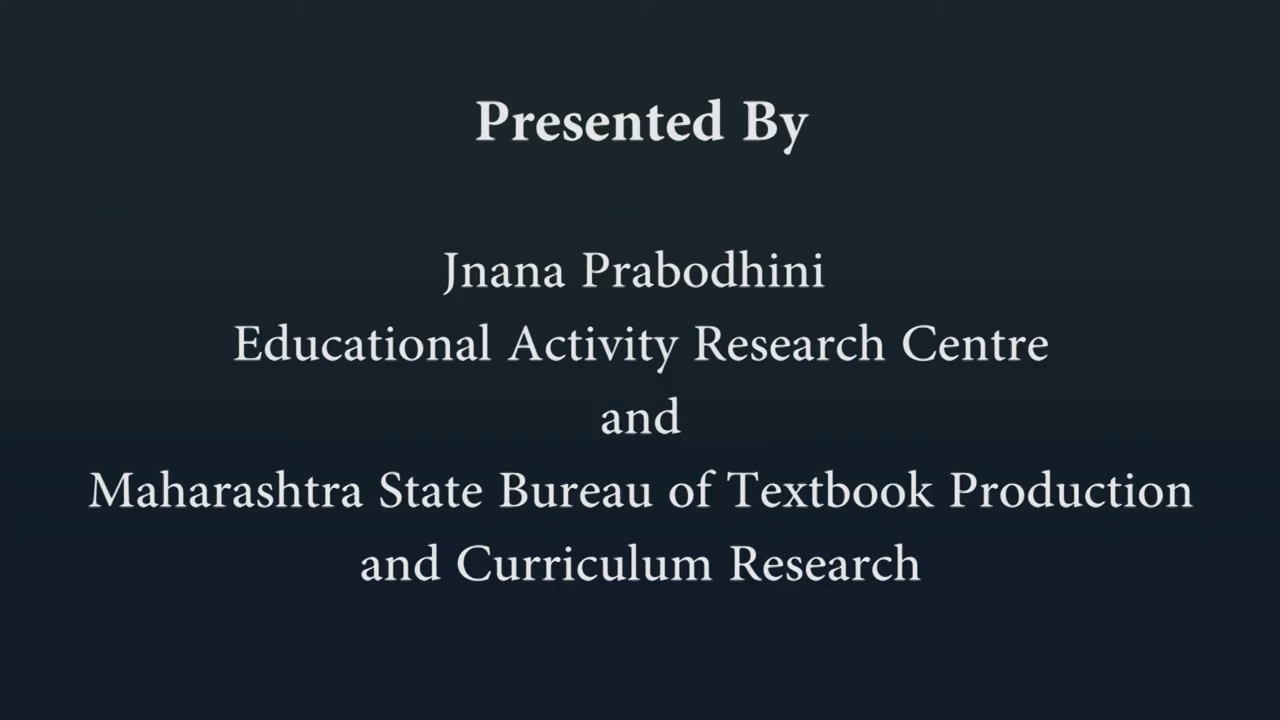 Presented By
Jnana Prabodhini
Educational Activity Research Centre
and
Maharashtra State Bureau of Textbook Production
and Curriculum Research